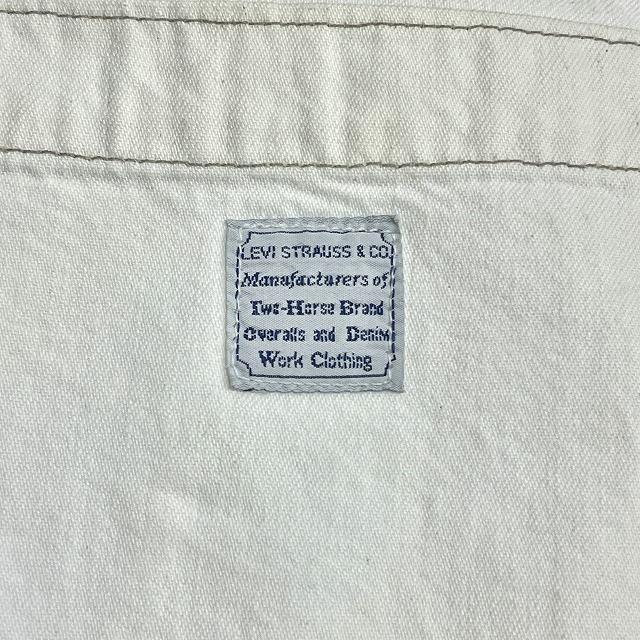 LEVI STRAUSS & CO.
Manufacturers of
Two-Horse Brand
Overalls and Denim
Work Clothing